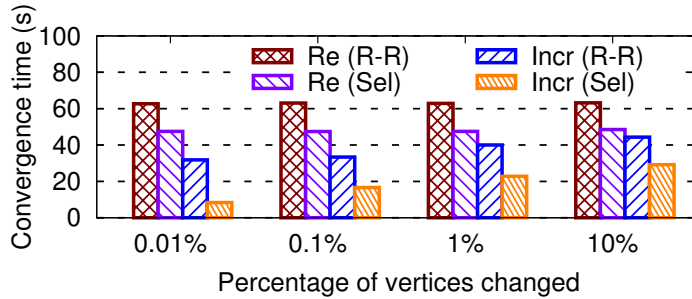 Convergence time (s)
100
80
60
40
20
0
Re (R-R)
Incr (R-R)
Re (Sel)
Incr (Sel)
0.01%
0.1%
1%
10%
Percentage of vertices changed